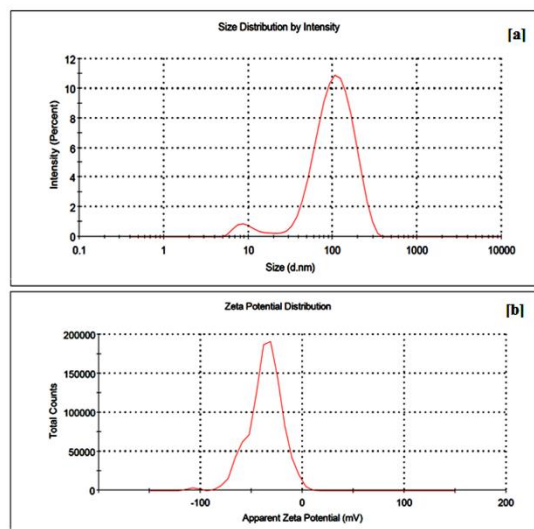 Size Distribution by Intensity
[a]
12
10
8
6
4
2
0
0.1 1 10 100 1000 10000
Intensity (Percent)
Size (d.nm)
Zeta Potential Distribution
[b]
200000
150000
100000
50000
0
-100 0 100 200
Total Counts
Apparent Zeta Potential (mV)